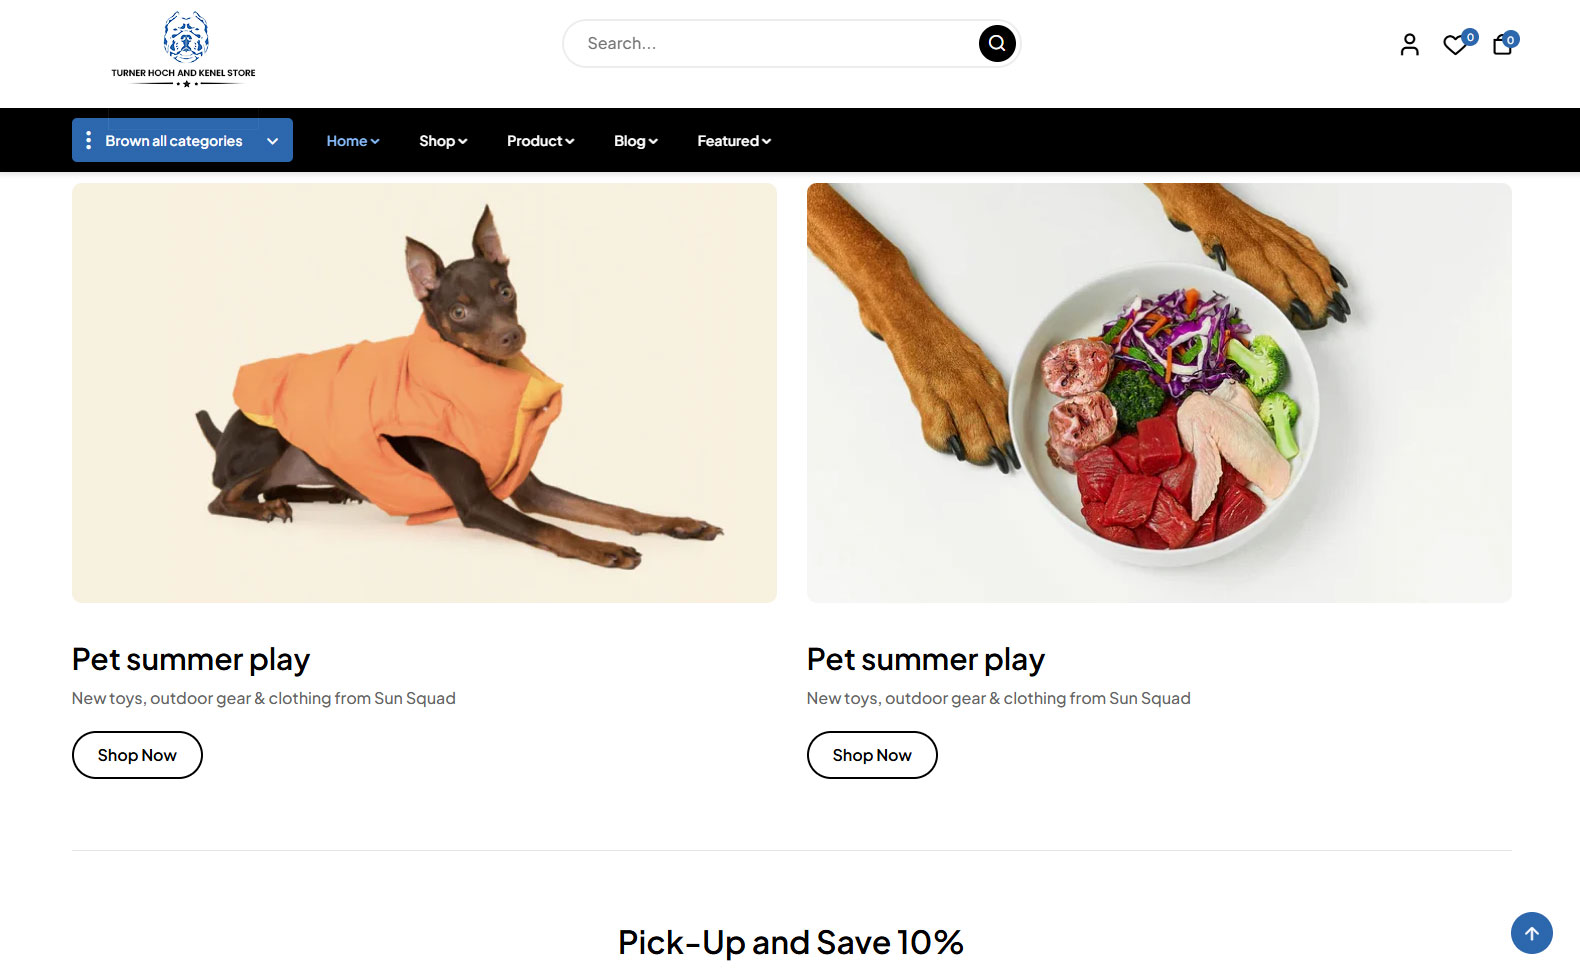 TURNER HOCH AND KENEL STORE
Search...
0
0
Brown all categories
Home
Shop
Product
Blog
Featured
Pet summer play
New toys, outdoor gear & clothing from Sun Squad
Shop Now
Pet summer play
New toys, outdoor gear & clothing from Sun Squad
Shop Now
Pick-Up and Save 10%